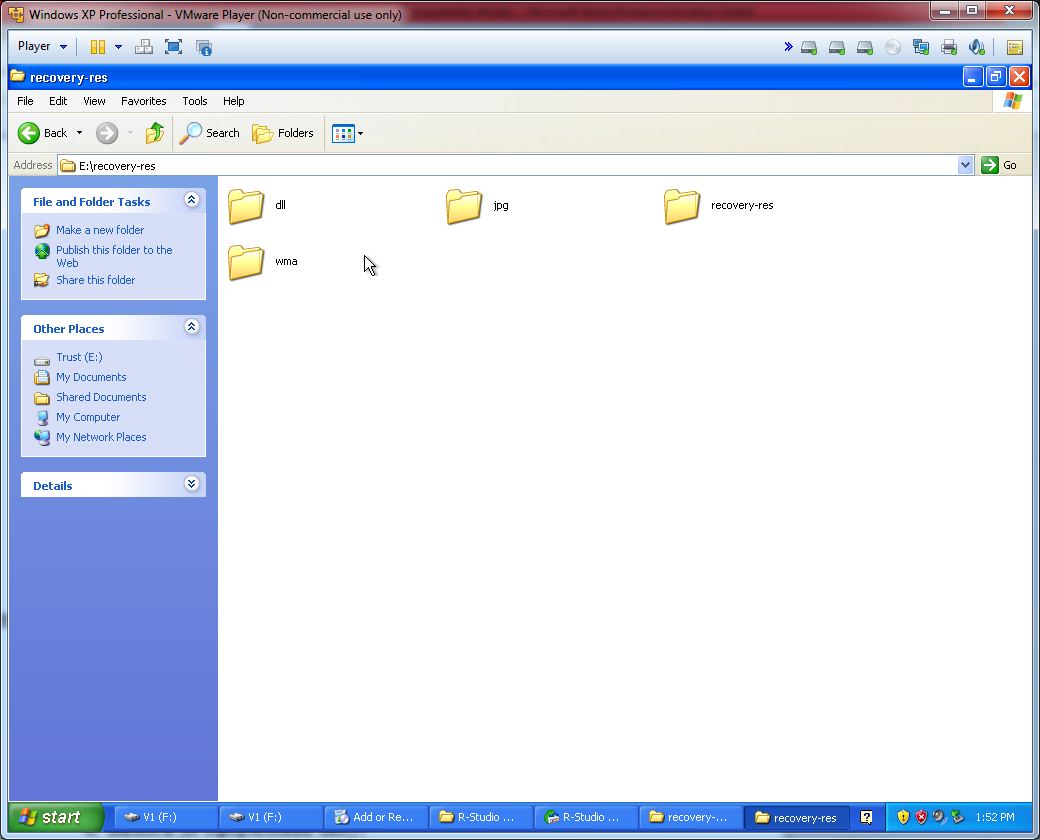 Windows XP Professional - VMware Player (Non-commercial use only)
Player
recovery-res
File Edit View Favorites Tools Help
Back Search Folders
Address E:\recovery-res Go
File and Folder Tasks
Make a new folder
Publish this folder to the
Web
Share this folder
Other Places
Trust (E:)
My Documents
Shared Documents
My Computer
My Network Places
Details
dll jpg recovery-res
wma
start V1 (F:) V1 (F:) Add or Re... R-Studio ... R-Studio ... recovery-... recovery-res 1:52 PM